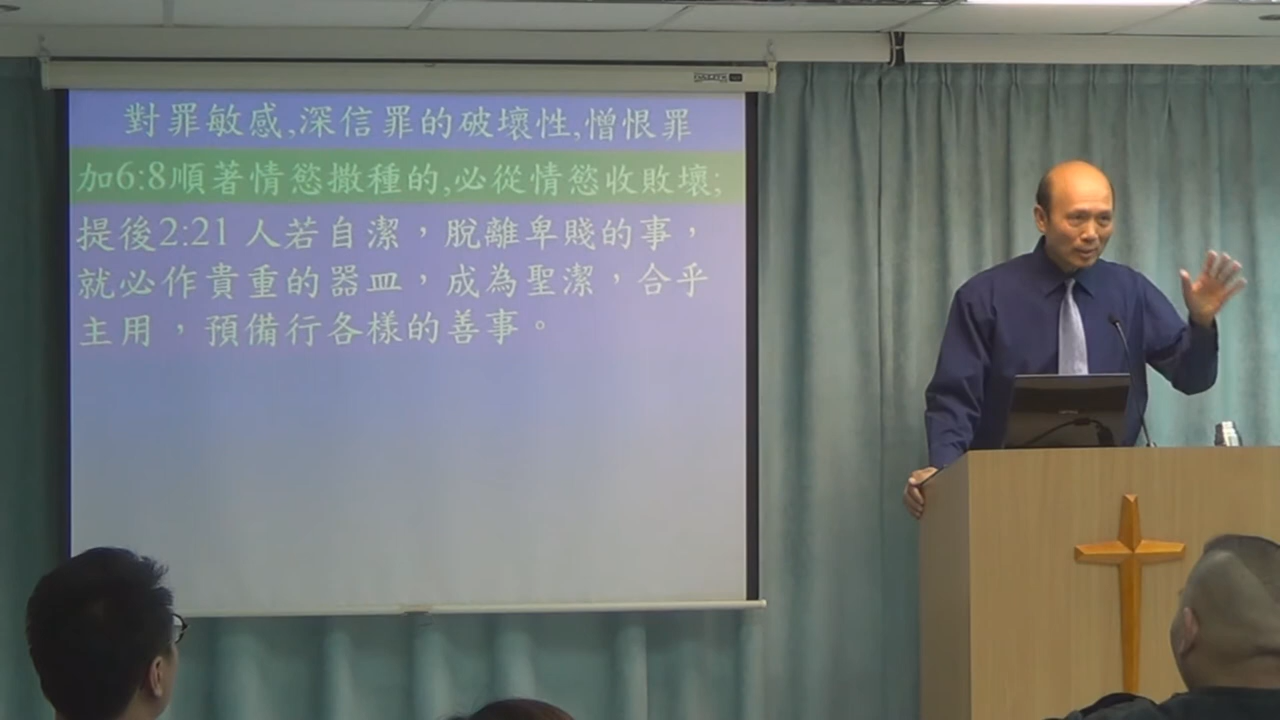 對罪敏感,深信罪的破壞性,憎恨罪
加6:8順著情慾撒種的,必從情慾收敗壞;
提後2:21 人若自潔，脫離卑賤的事，
就必作貴重的器皿，成為聖潔，合乎
主用，預備行各樣的善事。